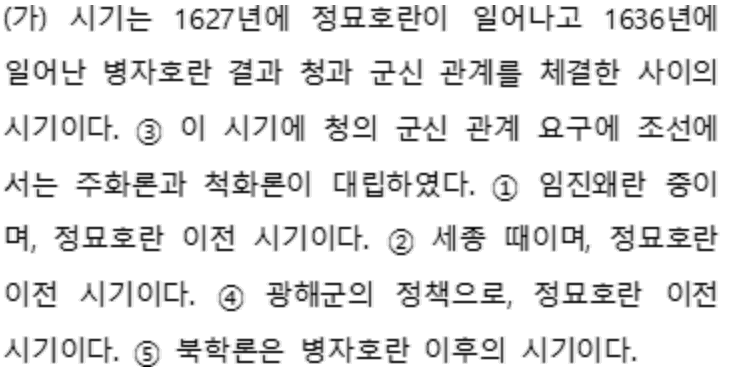 (가) 시기는 1627년에 정묘호란이 일어나고 1636년에
일어난 병자호란 결과 청과 군신 관계를 체결한 사이의
시기이다. ③ 이 시기에 청의 군신 관계 요구에 조선에
서는 주화론과 척화론이 대립하였다. ① 임진왜란 중이
며, 정묘호란 이전 시기이다. ② 세종 때이며, 정묘호란
이전 시기이다. ④ 광해군의 정책으로, 정묘호란 이전
시기이다. ⑤ 북학론은 병자호란 이후의 시기이다.